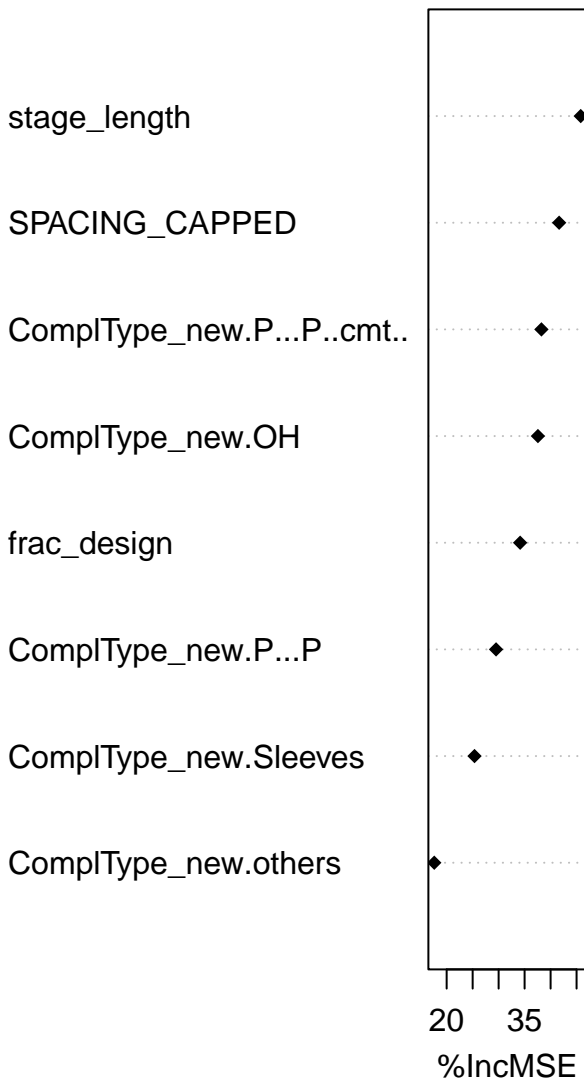 stage_length
SPACING_CAPPED
ComplType_new.P...P..cmt..
ComplType_new.OH
frac_design
ComplType_new.P...P
ComplType_new.Sleeves
ComplType_new.others
20 35
%IncMSE